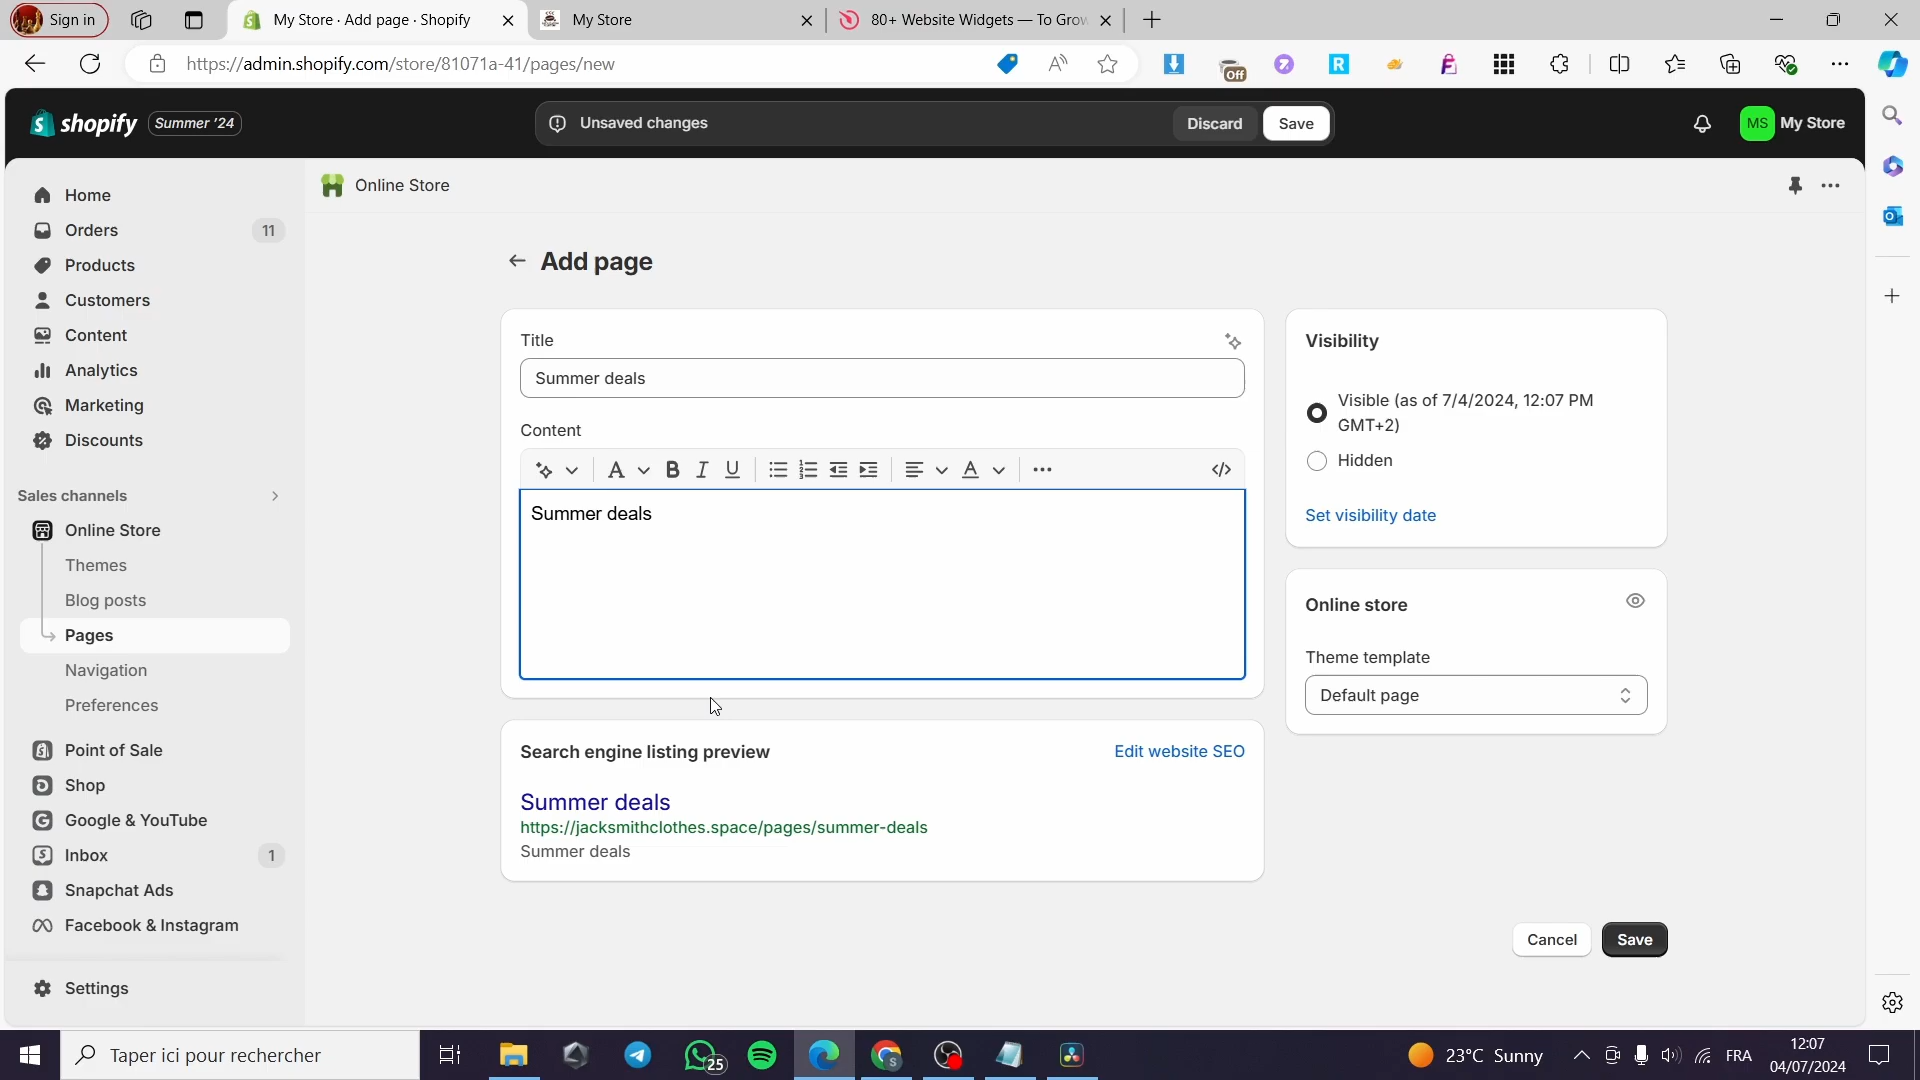 Sign in
My Store · Add page · Shopify
My Store
80+ Website Widgets — To Grow
https://admin.shopify.com/store/81071a-41/pages/new
Off
shopify
Summer '24
Unsaved changes
Discard
Save
MS
My Store
Home
Orders
11
Products
Customers
Content
Analytics
Marketing
Discounts
Sales channels
Online Store
Themes
Blog posts
Pages
Navigation
Preferences
Point of Sale
Shop
Google & YouTube
Inbox
1
Snapchat Ads
Facebook & Instagram
Settings
Online Store
Add page
Title
Summer deals
Content
Summer deals
Search engine listing preview
Edit website SEO
Summer deals
https://jacksmithclothes.space/pages/summer-deals
Summer deals
Visibility
Visible (as of 7/4/2024, 12:07 PM
GMT+2)
Hidden
Set visibility date
Online store
Theme template
Default page
Cancel
Save
Taper ici pour rechercher
25
23°C Sunny
FRA
12:07
04/07/2024